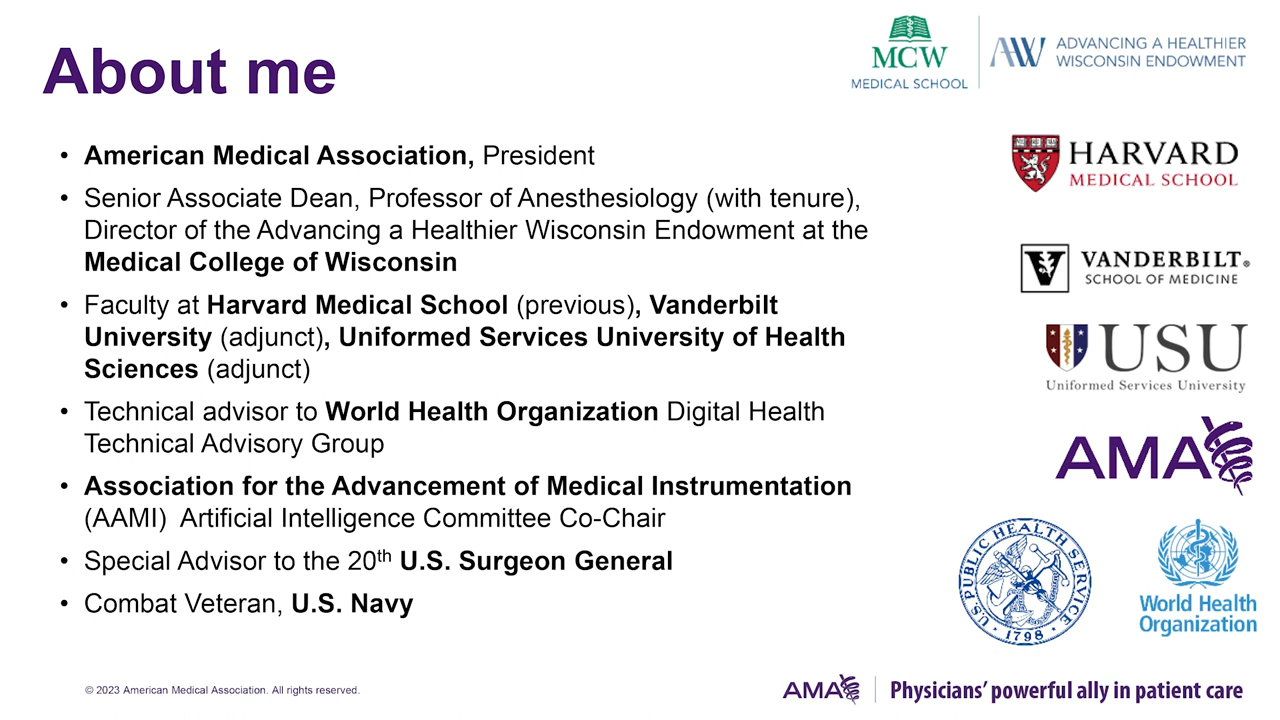 About me
MCW
MEDICAL SCHOOL
AW
ADVANCING A HEALTHIER
WISCONSIN ENDOWMENT
• American Medical Association, President
• Senior Associate Dean, Professor of Anesthesiology (with tenure),
Director of the Advancing a Healthier Wisconsin Endowment at the
Medical College of Wisconsin
• Faculty at Harvard Medical School (previous), Vanderbilt
University (adjunct), Uniformed Services University of Health
Sciences (adjunct)
• Technical advisor to World Health Organization Digital Health
Technical Advisory Group
• Association for the Advancement of Medical Instrumentation
(AAMI)  Artificial Intelligence Committee Co-Chair
• Special Advisor to the 20th U.S. Surgeon General
• Combat Veteran, U.S. Navy
HARVARD
MEDICAL SCHOOL
V
VANDERBILT®
SCHOOL OF MEDICINE
USU
Uniformed Services University
AMA
U.S. PUBLIC HEALTH SERVICE
1798
World Health
Organization
© 2023 American Medical Association. All rights reserved.
AMA
Physicians’ powerful ally in patient care